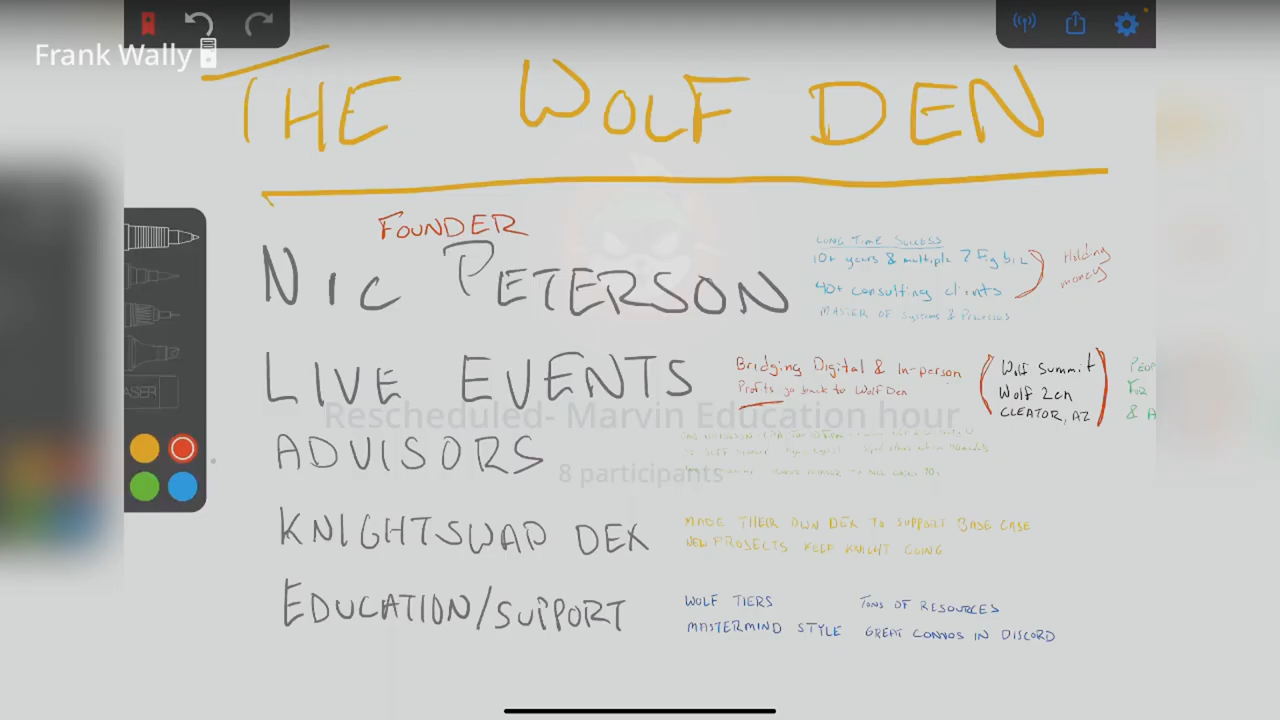 Frank Wally
THE WOLF DEN
FOUNDER
NIC PETERSON
LONG TIME SUCCESS
10+ years & multiple 7 Fig biz
40+ consulting clients
MASTER OF Systems & Processes
Holding
money
LIVE EVENTS
Bridging Digital & In-person
Profits go back to Wolf Den
Wolf Summit
Wolf 2cn
CLEATOR, AZ
Rescheduled- Marvin Education hour
ADVISORS
8 participants
KNIGHTSWAP DEX
MADE THEIR OWN DEX TO SUPPORT BASE CASE
NEW PROJECTS KEEP KNIGHT GOING
EDUCATION/SUPPORT
WOLF TIERS
TONS OF RESOURCES
MASTERMIND STYLE
GREAT CONVOS IN DISCORD
ERASER